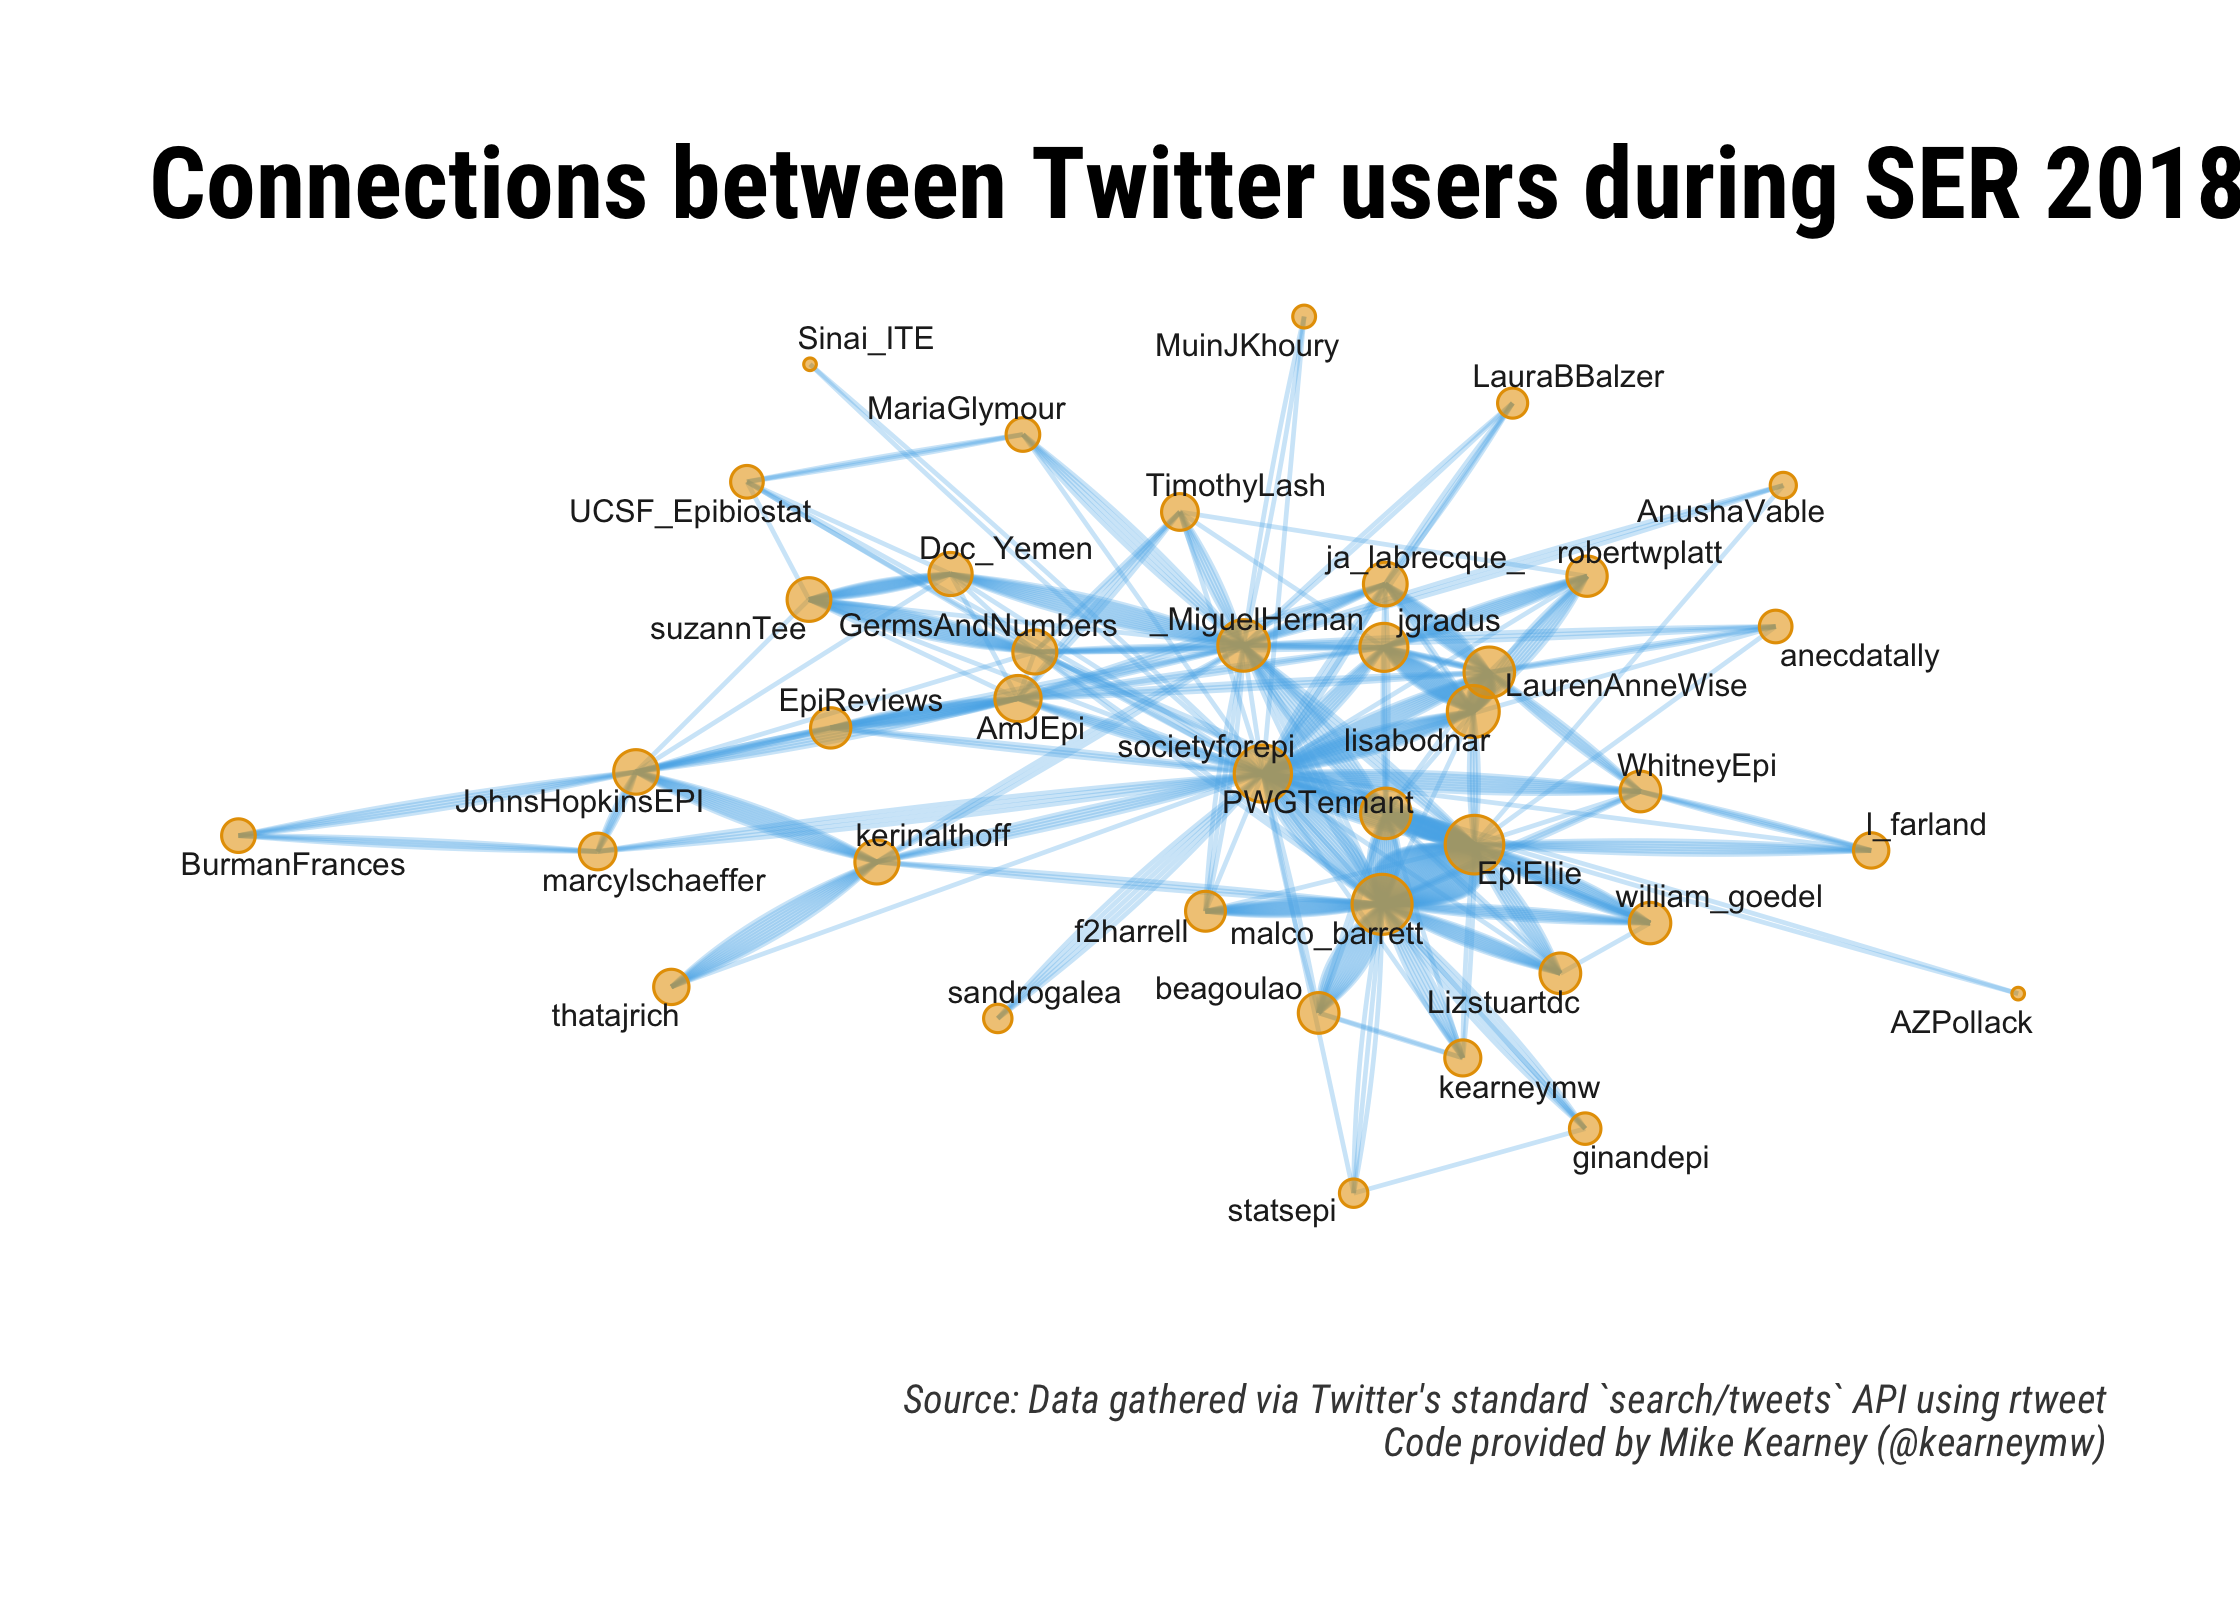 Connections between Twitter users during SER 2018
Sinai_ITE
MuinJKhoury
LauraBBalzer
MariaGlymour
TimothyLash
UCSF_Epibiostat
AnushaVable
Doc_Yemen
ja_labrecque_
robertwplatt
suzannTee
GermsAndNumbers
_MiguelHernan
jgradus
anecdatally
LaurenAnneWise
EpiReviews
AmJEpi
societyforepi
lisabodnar
WhitneyEpi
JohnsHopkinsEPI
PWGTennant
l_farland
kerinalthoff
BurmanFrances
marcylschaeffer
EpiEllie
william_goedel
f2harrell
malco_barrett
thatajrich
sandrogalea
beagoulao
Lizstuartdc
AZPollack
kearneymw
ginandepi
statsepi
Source: Data gathered via Twitter's standard `search/tweets` API using rtweet
Code provided by Mike Kearney (@kearneymw)